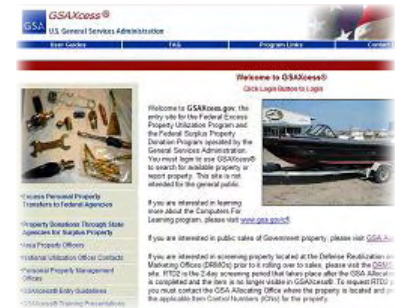 GSAXcess®
GSA
U.S. General Services Administration
User Guides
FAQ
Program Links
Contact
Welcome to GSAXcess®
Click Login Button to Login
Welcome to GSAXcess.gov: the
entry site for the Federal Excess
Property Utilization Program and
the Federal Surplus Property
Donation Program operated by the
General Services Administration.
You must login to use GSAXcess®
to search for available property or
report property. This site is not
intended for the general public.
If you are interested in learning
more about the Computers For
Learning program, please visit www.gsa.gov/cfl.
If you are interested in public sales of Government property, please visit GSA
If you are interested in screening property located at the Defense Reutilization
Marketing Offices (DRMOs) prior to it rolling over to sales, please visit the DRMS
site. RTD2 is the 2-day screening period that takes place after the GSA
is completed and the item is no longer visible in GSAXcess®. To request RTD2
you must contact the GSA Allocating Office where the property is located and
the applicable Item Control Numbers (ICNs) for the property.
•Excess Personal Property
Transfers to Federal Agencies
•Property Donations Through State
Agencies for Surplus Property
•Area Property Officers
•National Utilization Officer Contacts
•Personal Property Management
Offices
•GSAXcess® Entry Guidelines
•GSAXcess® Training Presentations